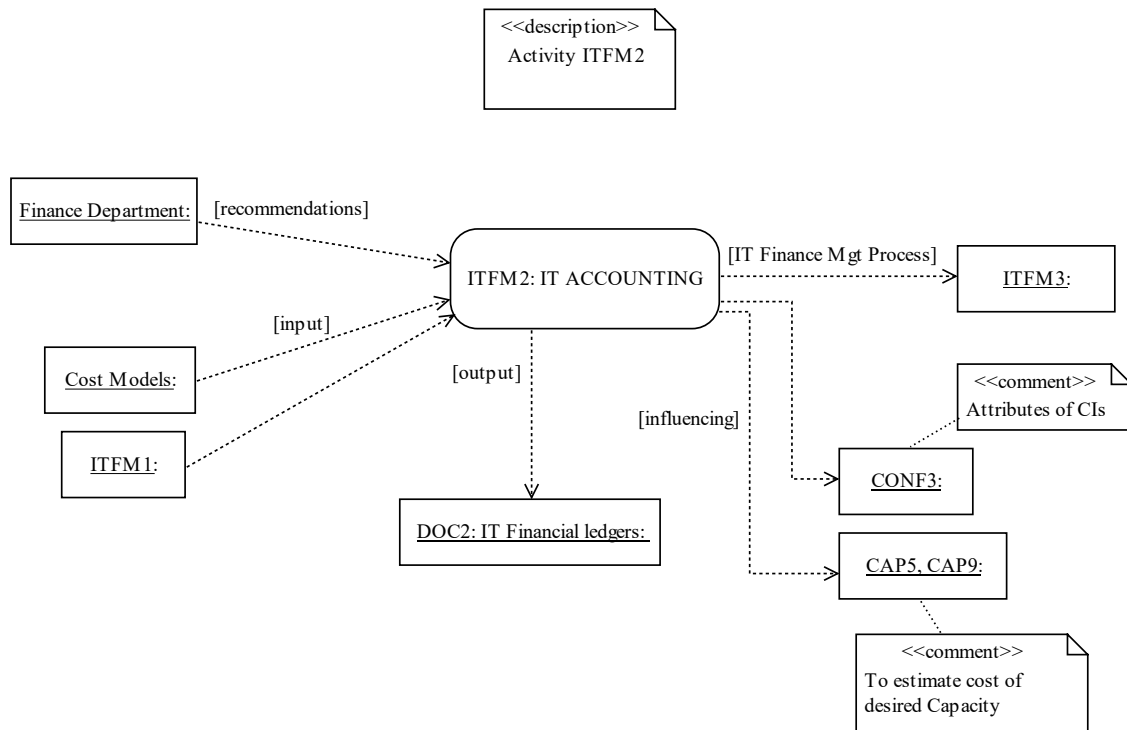 <<description>>
Activity ITFM2
Finance Department:
[recommendations]
ITFM2: IT ACCOUNTING
[IT Finance Mgt Process]
ITFM3:
[input]
Cost Models:
[output]
<<comment>>
Attributes of CIs
[influencing]
ITFM1:
CONF3:
DOC2: IT Financial ledgers:
CAP5, CAP9:
<<comment>>
To estimate cost of
desired Capacity